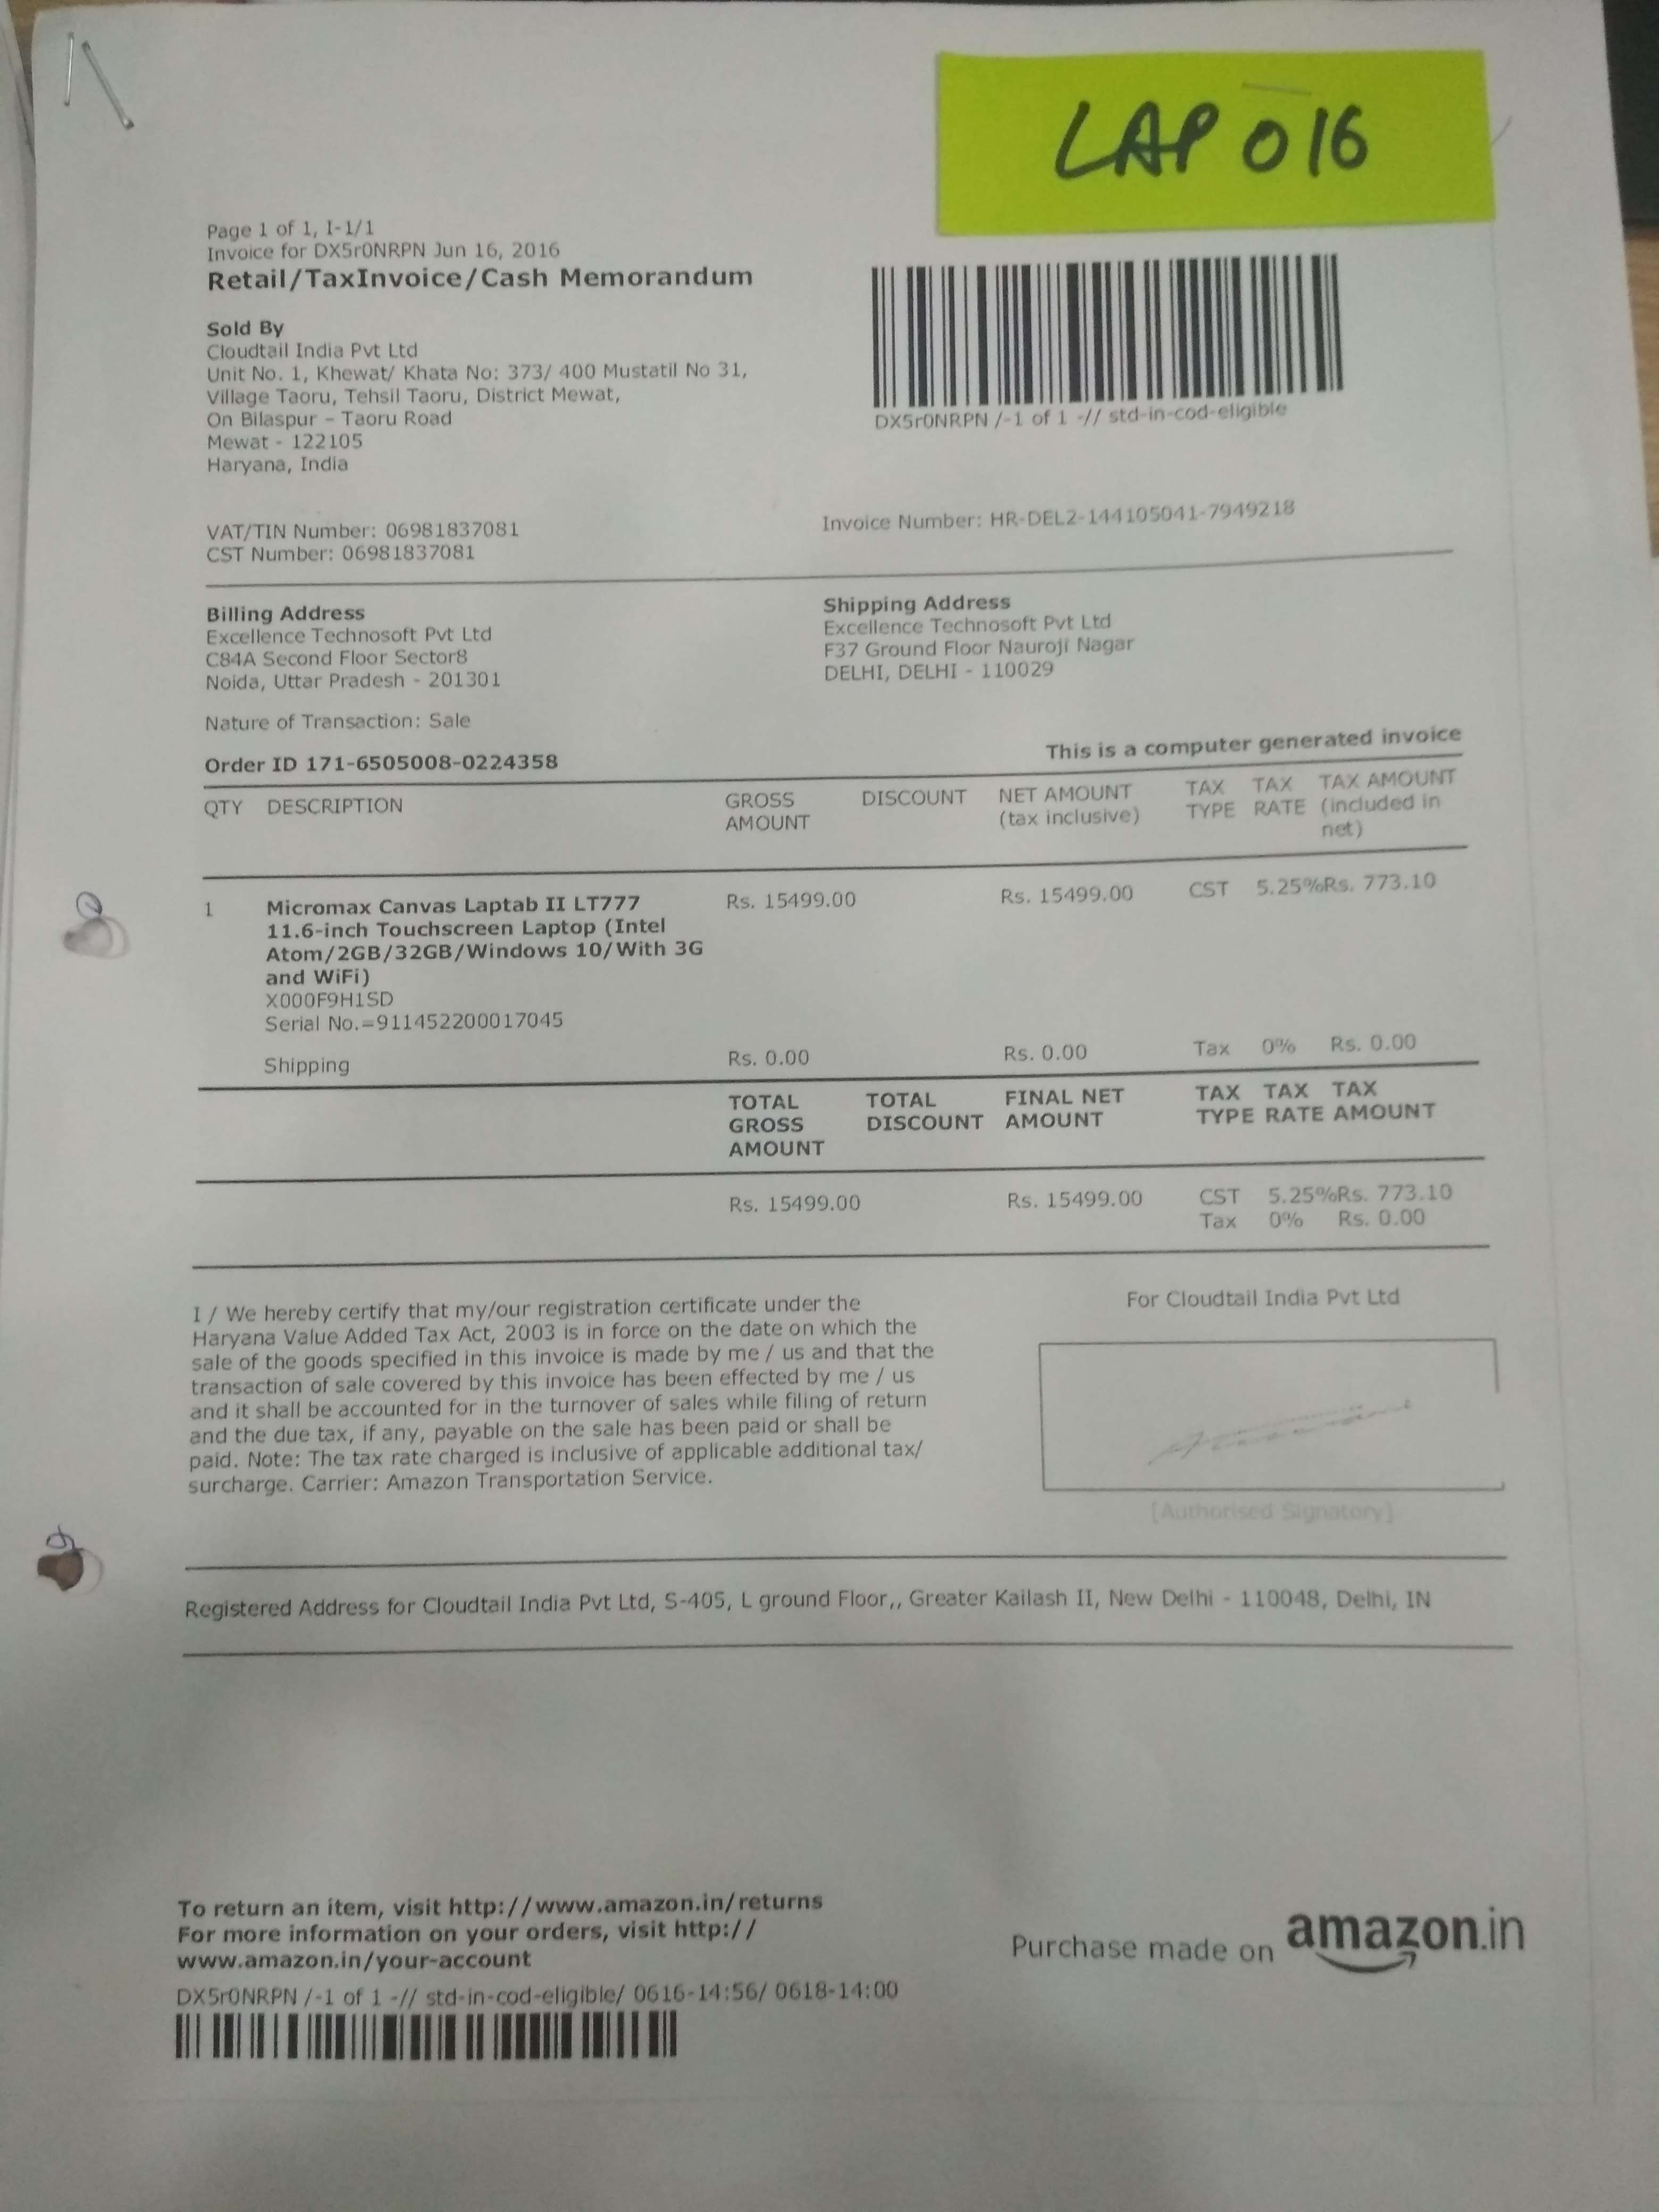 LAP 016
Page 1 of 1, I-1/1
Invoice for DX5r0NRPN Jun 16, 2016
Retail/TaxInvoice/Cash Memorandum
Sold By
Cloudtail India Pvt Ltd
Unit No. 1, Khewat/ Khata No: 373/ 400 Mustatil No 31,
Village Taoru, Tehsil Taoru, District Mewat,
On Bilaspur – Taoru Road
Mewat - 122105
Haryana, India
DX5r0NRPN /-1 of 1 -// std-in-cod-eligible
VAT/TIN Number: 06981837081
CST Number: 06981837081
Invoice Number: HR-DEL2-144105041-7949218
Billing Address
Excellence Technosoft Pvt Ltd
C84A Second Floor Sector8
Noida, Uttar Pradesh - 201301
Shipping Address
Excellence Technosoft Pvt Ltd
F37 Ground Floor Nauroji Nagar
DELHI, DELHI - 110029
Nature of Transaction: Sale
Order ID 171-6505008-0224358
This is a computer generated invoice
QTY DESCRIPTION GROSS AMOUNT DISCOUNT NET AMOUNT (tax inclusive) TAX TYPE TAX RATE TAX AMOUNT (included in net)
1 Micromax Canvas Laptab II LT777 Rs. 15499.00 Rs. 15499.00 CST 5.25%Rs. 773.10
11.6-inch Touchscreen Laptop (Intel
Atom/2GB/32GB/Windows 10/With 3G
and WiFi)
X000F9H1SD
Serial No.=911452200017045
Shipping Rs. 0.00 Rs. 0.00 Tax 0% Rs. 0.00
TOTAL GROSS AMOUNT TOTAL DISCOUNT FINAL NET AMOUNT TAX TYPE TAX RATE TAX AMOUNT
Rs. 15499.00 Rs. 15499.00 CST 5.25%Rs. 773.10
Tax 0% Rs. 0.00
I / We hereby certify that my/our registration certificate under the
Haryana Value Added Tax Act, 2003 is in force on the date on which the
sale of the goods specified in this invoice is made by me / us and that the
transaction of sale covered by this invoice has been effected by me / us
and it shall be accounted for in the turnover of sales while filing of return
and the due tax, if any, payable on the sale has been paid or shall be
paid. Note: The tax rate charged is inclusive of applicable additional tax/
surcharge. Carrier: Amazon Transportation Service.
For Cloudtail India Pvt Ltd
[Authorised Signatory]
Registered Address for Cloudtail India Pvt Ltd, S-405, L ground Floor,, Greater Kailash II, New Delhi - 110048, Delhi, IN
To return an item, visit http://www.amazon.in/returns
For more information on your orders, visit http://
www.amazon.in/your-account
DX5r0NRPN /-1 of 1 -// std-in-cod-eligible/ 0616-14:56/ 0618-14:00
Purchase made on amazon.in